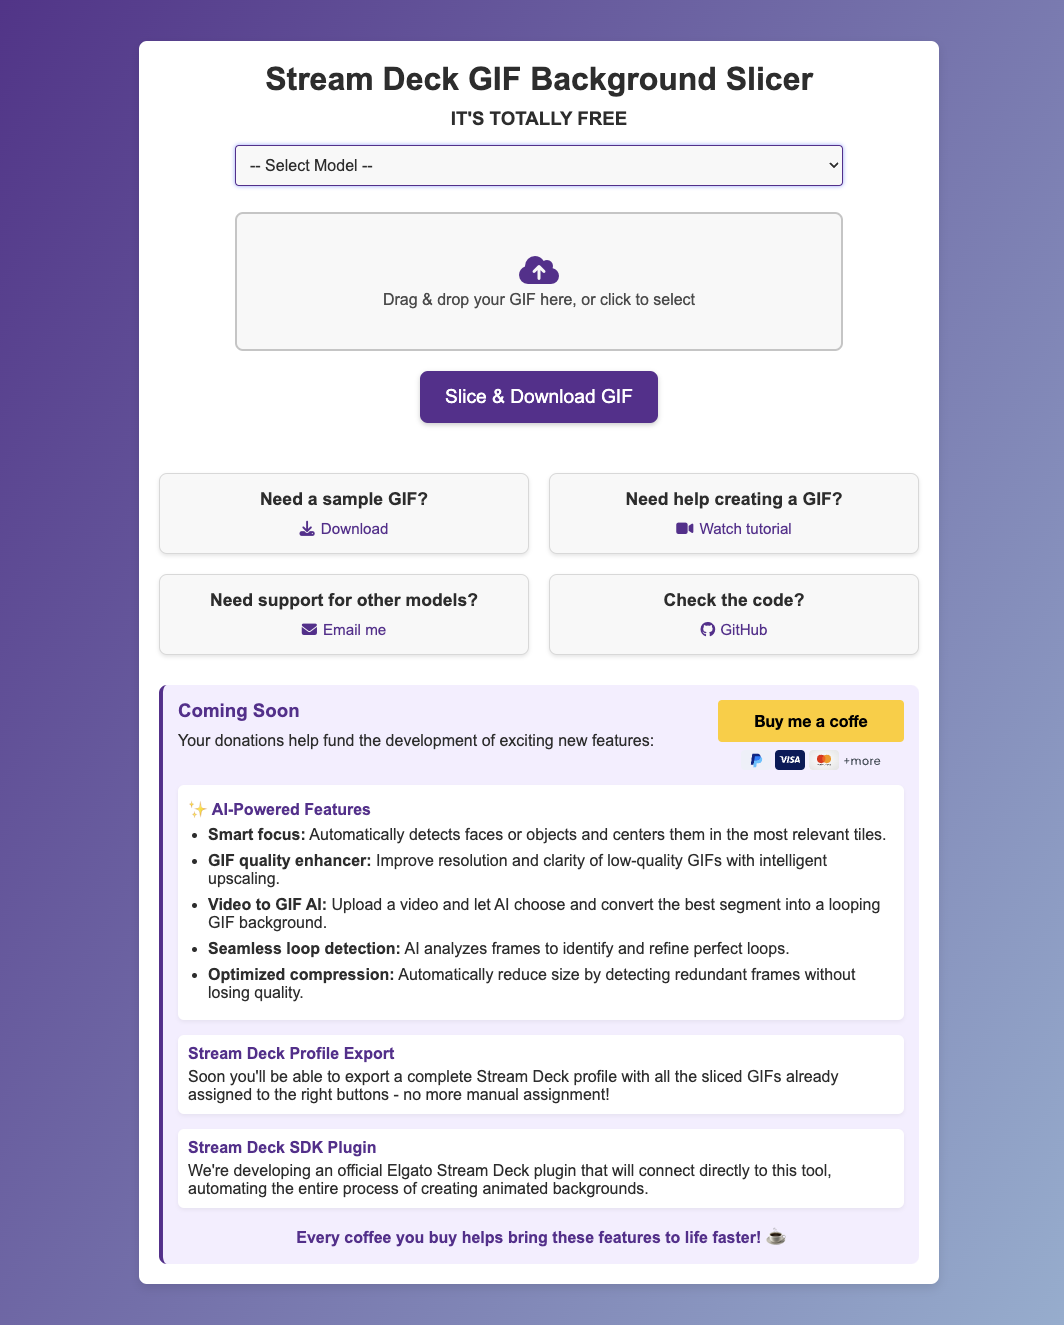 Stream Deck GIF Background Slicer
IT'S TOTALLY FREE
-- Select Model --
Drag & drop your GIF here, or click to select
Slice & Download GIF
Need a sample GIF?
Download
Need help creating a GIF?
Watch tutorial
Need support for other models?
Email me
Check the code?
GitHub
Coming Soon
Your donations help fund the development of exciting new features:
Buy me a coffe
VISA
+more
✨ AI-Powered Features
• Smart focus: Automatically detects faces or objects and centers them in the most relevant tiles.
• GIF quality enhancer: Improve resolution and clarity of low-quality GIFs with intelligent
upscaling.
• Video to GIF AI: Upload a video and let AI choose and convert the best segment into a looping
GIF background.
• Seamless loop detection: AI analyzes frames to identify and refine perfect loops.
• Optimized compression: Automatically reduce size by detecting redundant frames without
losing quality.
Stream Deck Profile Export
Soon you'll be able to export a complete Stream Deck profile with all the sliced GIFs already
assigned to the right buttons - no more manual assignment!
Stream Deck SDK Plugin
We're developing an official Elgato Stream Deck plugin that will connect directly to this tool,
automating the entire process of creating animated backgrounds.
Every coffee you buy helps bring these features to life faster! ☕